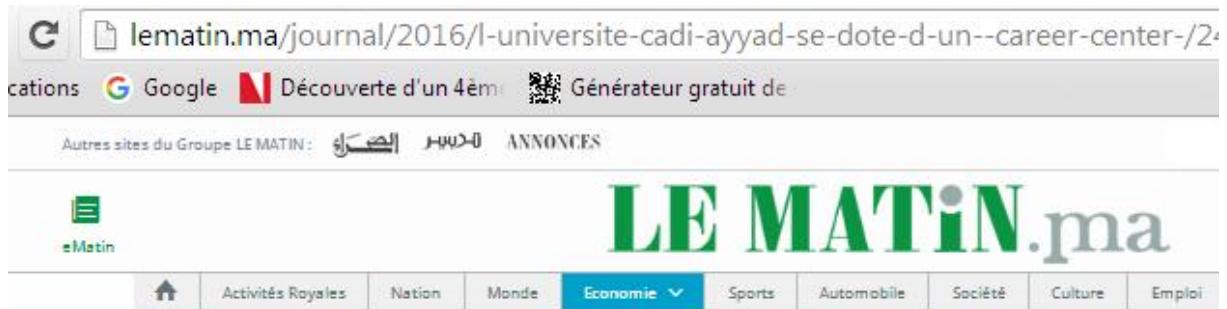 lematin.ma/journal/2016/l-universite-cadi-ayyad-se-dote-d-un--career-center-/24
cations Google Découverte d'un 4èm Générateur gratuit de
Autres sites du Groupe LE MATIN : ANNONCES
LE MATiN.ma
eMatin
Activités Royales Nation Monde Economie Sports Automobile Société Culture Emploi